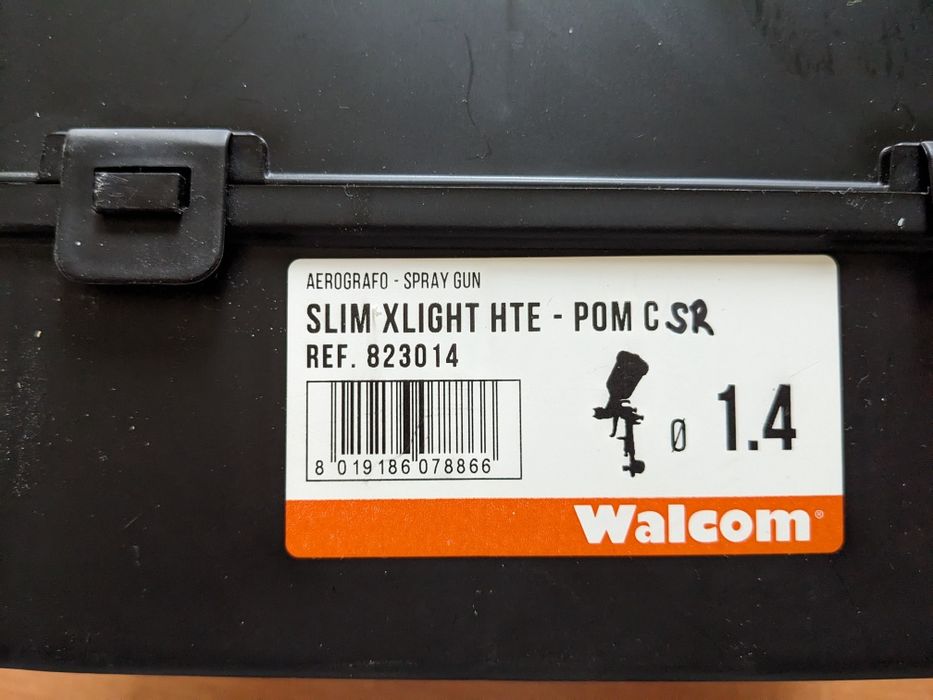 AEROGRAFO - SPRAY GUN
SLIM XLIGHT HTE - POM C SR
REF. 823014
8 019186 078866
Ø 1.4
Walcom®